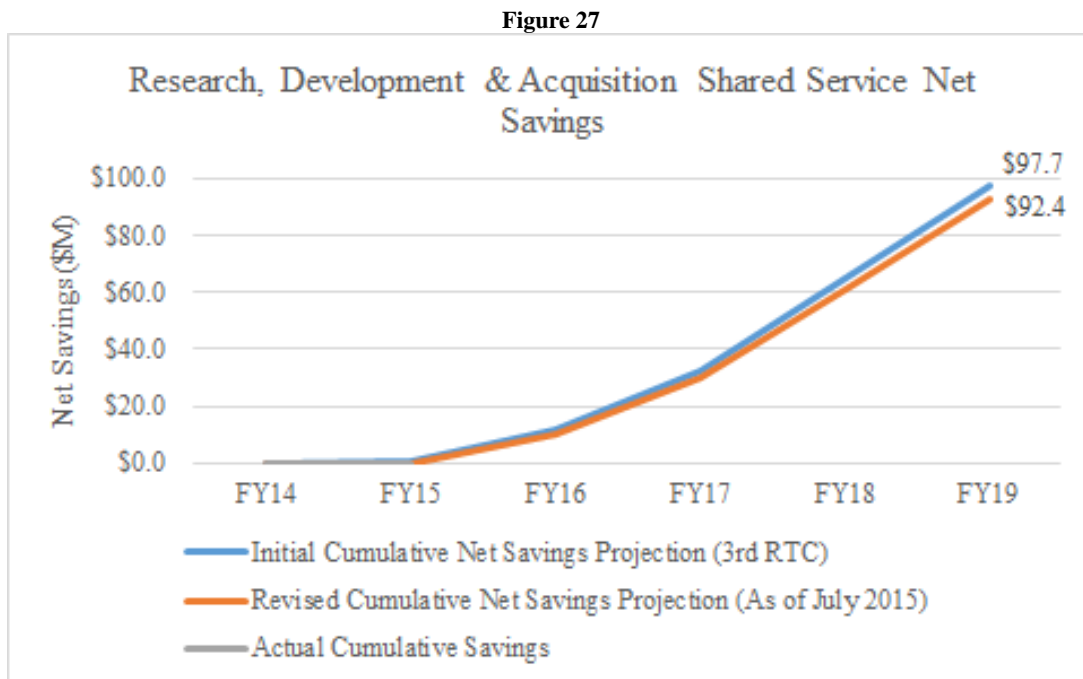 Figure 27
Research, Development & Acquisition Shared Service Net
Savings
Net Savings ($M)
$100.0
$80.0
$60.0
$40.0
$20.0
$0.0
$97.7
$92.4
FY14 FY15 FY16 FY17 FY18 FY19
Initial Cumulative Net Savings Projection (3rd RTC)
Revised Cumulative Net Savings Projection (As of July 2015)
Actual Cumulative Savings